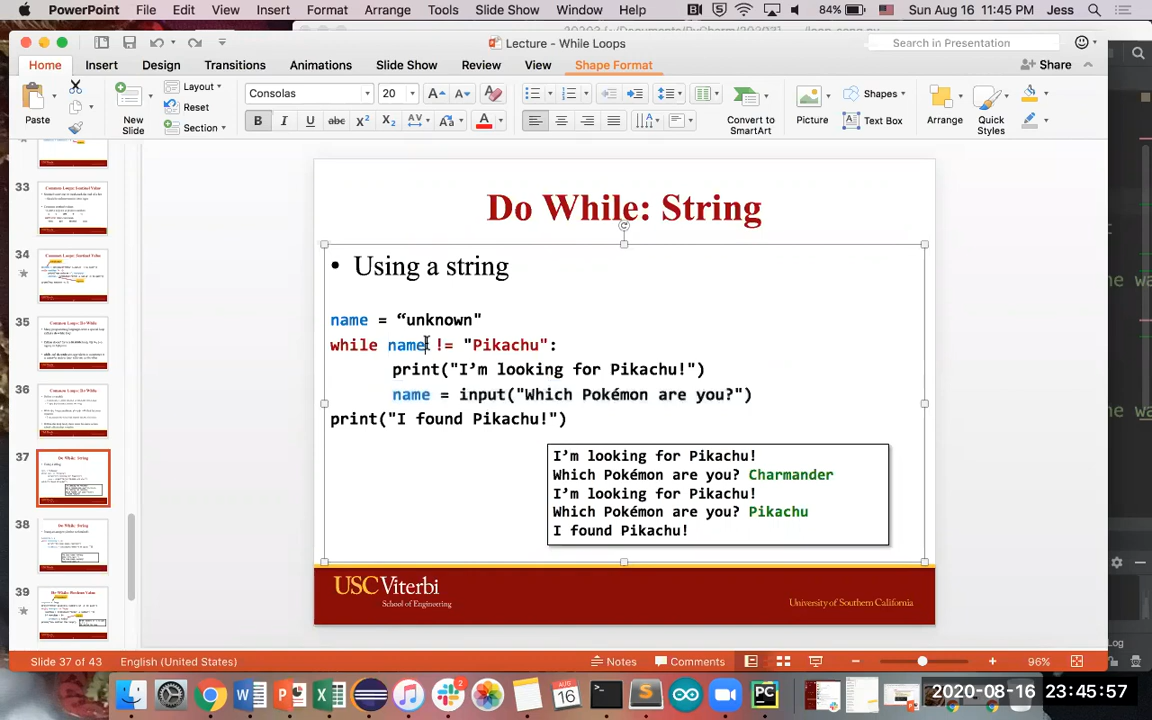 PowerPoint File Edit View Insert Format Arrange Tools Slide Show Window Help 84% Sun Aug 16 11:45 PM Jess
Lecture - While Loops
Search in Presentation
Home Insert Design Transitions Animations Slide Show Review View Shape Format Share
Paste
New Slide
Layout
Reset
Section
Consolas 20
B I U abc X² X₂ Av Aa A
Convert to SmartArt
Picture
Shapes
Text Box
Arrange
Quick Styles
33
34
35
36
37
38
39
Do While: String
• Using a string
name = “unknown"
while name != "Pikachu":
print("I’m looking for Pikachu!")
name = input("Which Pokémon are you?")
print("I found Pikachu!")
I’m looking for Pikachu!
Which Pokémon are you? Charmander
I’m looking for Pikachu!
Which Pokémon are you? Pikachu
I found Pikachu!
USC Viterbi
School of Engineering
University of Southern California
Slide 37 of 43 English (United States) Notes Comments 96%
Log
2020-08-16 23:45:57